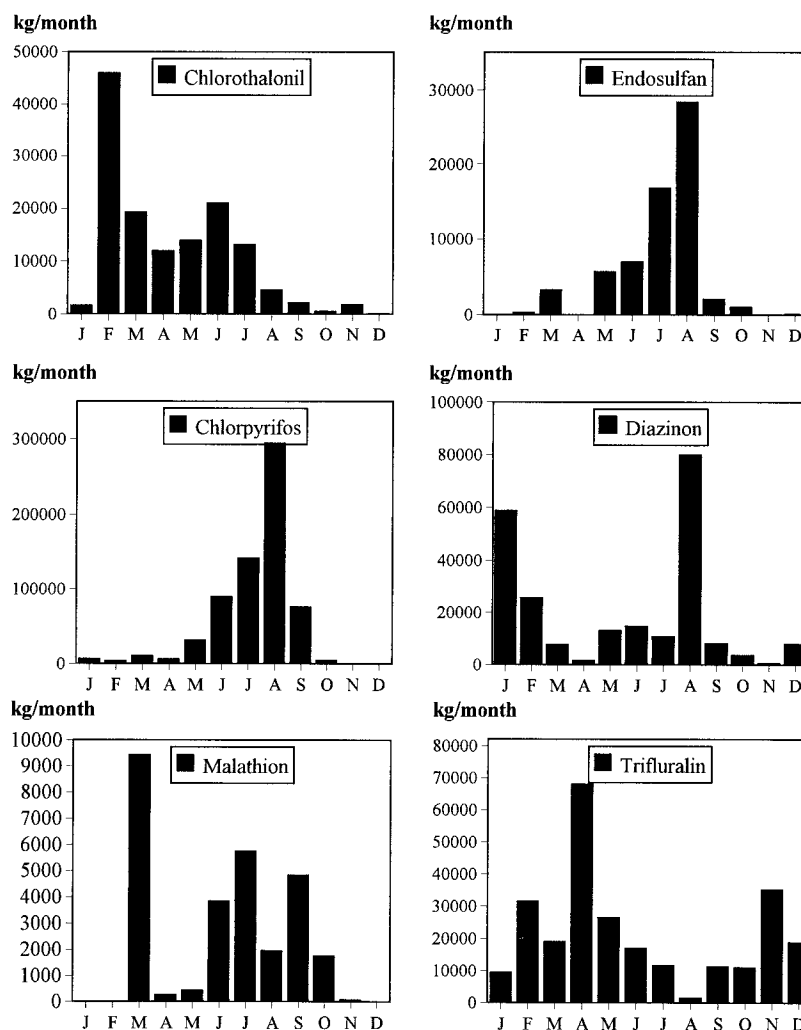 kg/month
50000
40000
30000
20000
10000
0
Chlorothalonil
J F M A M J J A S O N D
kg/month
30000
20000
10000
0
Endosulfan
J F M A M J J A S O N D
kg/month
300000
200000
100000
0
Chlorpyrifos
J F M A M J J A S O N D
100000
80000
60000
40000
20000
0
Diazinon
J F M A M J J A S O N D
kg/month
10000
9000
8000
7000
6000
5000
4000
3000
2000
1000
0
Malathion
J F M A M J J A S O N D
kg/month
80000
70000
60000
50000
40000
30000
20000
10000
0
Trifluralin
J F M A M J J A S O N D